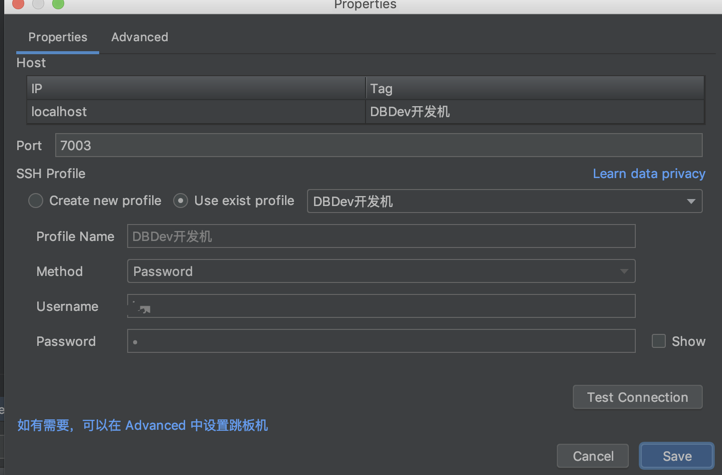 Properties
Properties Advanced
Host
IP Tag
localhost DBDev开发机
Port 7003
SSH Profile Learn data privacy
Create new profile Use exist profile DBDev开发机
Profile Name DBDev开发机
Method Password
Username
Password Show
Test Connection
如有需要，可以在 Advanced 中设置跳板机
Cancel Save